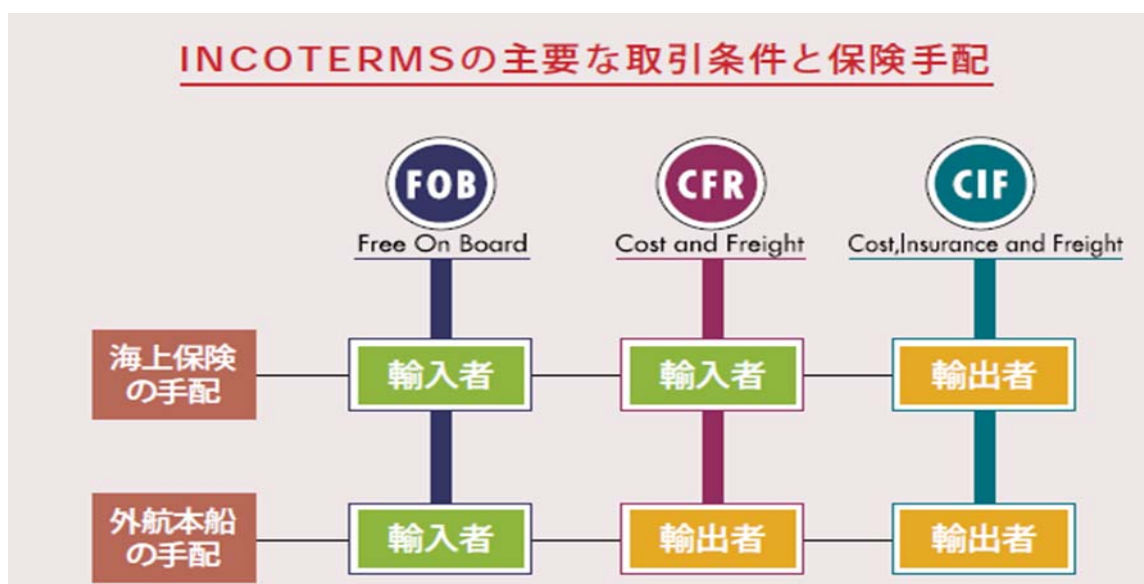 INCOTERMSの主要な取引条件と保険手配
FOB
CFR
CIF
Free On Board
Cost and Freight
Cost,Insurance and Freight
海上保険
の手配
輸入者
輸入者
輸出者
外航本船
の手配
輸入者
輸出者
輸出者